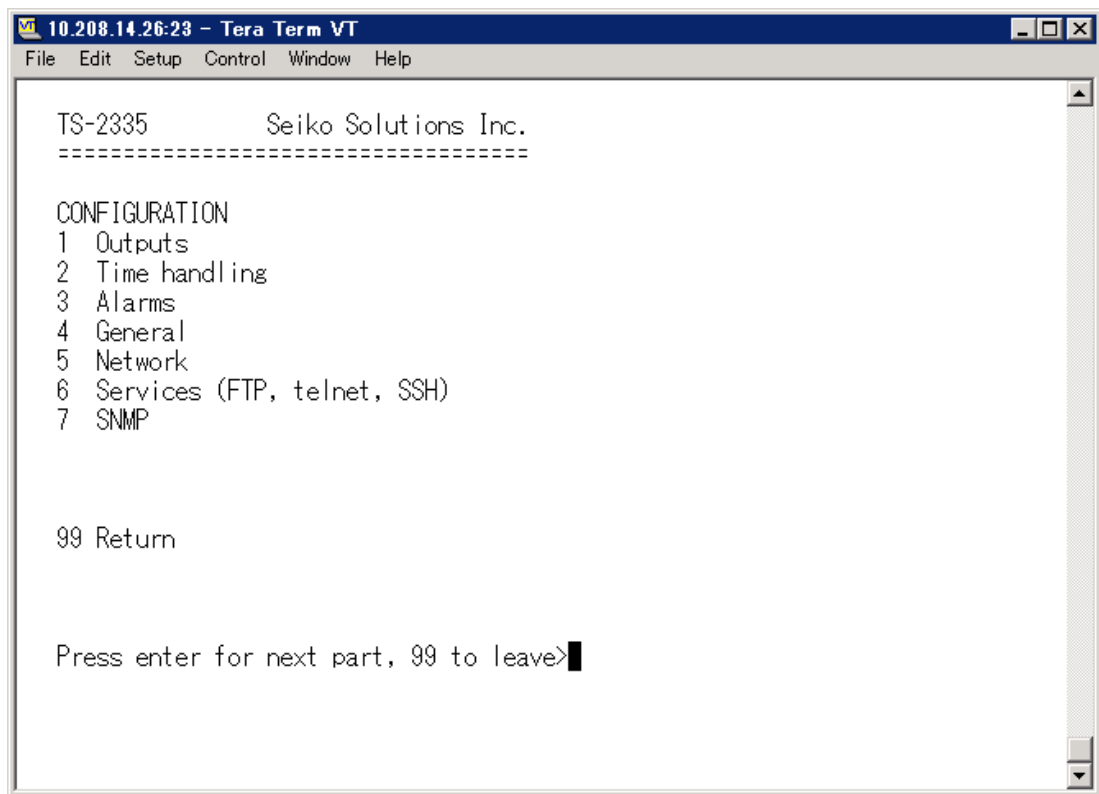 10.208.14.26:23 - Tera Term VT
File Edit Setup Control Window Help
TS-2335 Seiko Solutions Inc.
====================================
CONFIGURATION
1 Outputs
2 Time handling
3 Alarms
4 General
5 Network
6 Services (FTP, telnet, SSH)
7 SNMP
99 Return
Press enter for next part, 99 to leave>